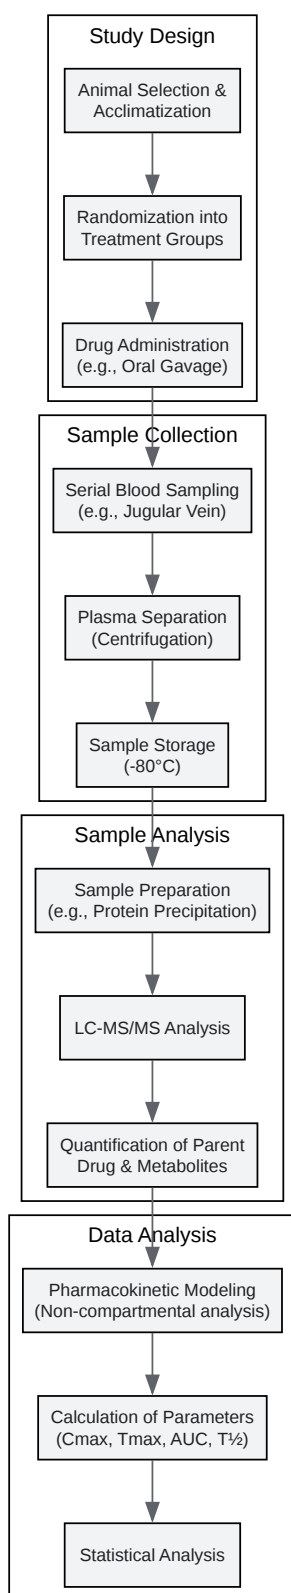 Study Design
Animal Selection &
Acclimatization
Randomization into
Treatment Groups
Drug Administration
(e.g., Oral Gavage)
Sample Collection
Serial Blood Sampling
(e.g., Jugular Vein)
Plasma Separation
(Centrifugation)
Sample Storage
(-80°C)
Sample Analysis
Sample Preparation
(e.g., Protein Precipitation)
LC-MS/MS Analysis
Quantification of Parent
Drug & Metabolites
Data Analysis
Pharmacokinetic Modeling
(Non-compartmental analysis)
Calculation of Parameters
(Cmax, Tmax, AUC, T½)
Statistical Analysis